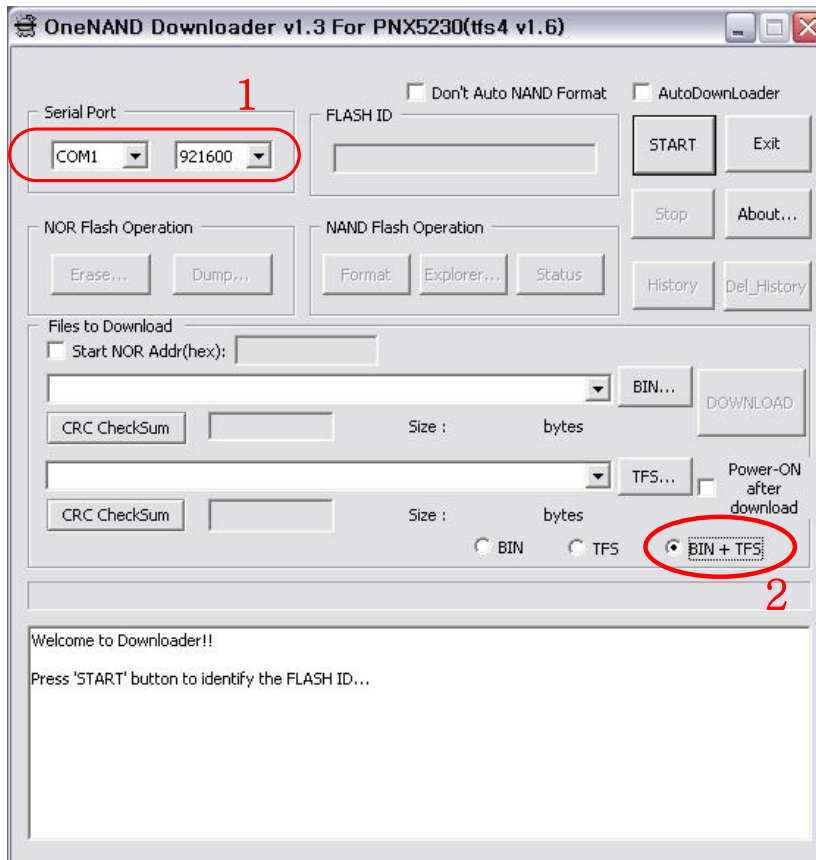 OneNAND Downloader v1.3 For PNX5230(tfs4 v1.6)
1
Don't Auto NAND Format
AutoDownLoader
Serial Port
FLASH ID
COM1
921600
START
Exit
Stop
About...
NOR Flash Operation
NAND Flash Operation
Erase...
Dump...
Format
Explorer...
Status
History
Del_History
Files to Download
Start NOR Addr(hex):
BIN...
DOWNLOAD
CRC CheckSum
Size :
bytes
TFS...
Power-ON
after
download
CRC CheckSum
Size :
bytes
BIN
TFS
BIN + TFS
2
Welcome to Downloader!!
Press 'START' button to identify the FLASH ID...